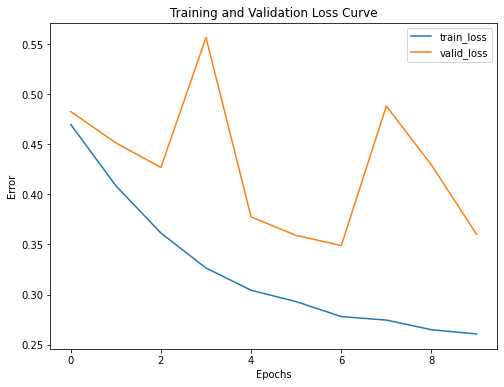 Training and Validation Loss Curve
train_loss
valid_loss
Error
0.55
0.50
0.45
0.40
0.35
0.30
0.25
0 2 4 6 8
Epochs